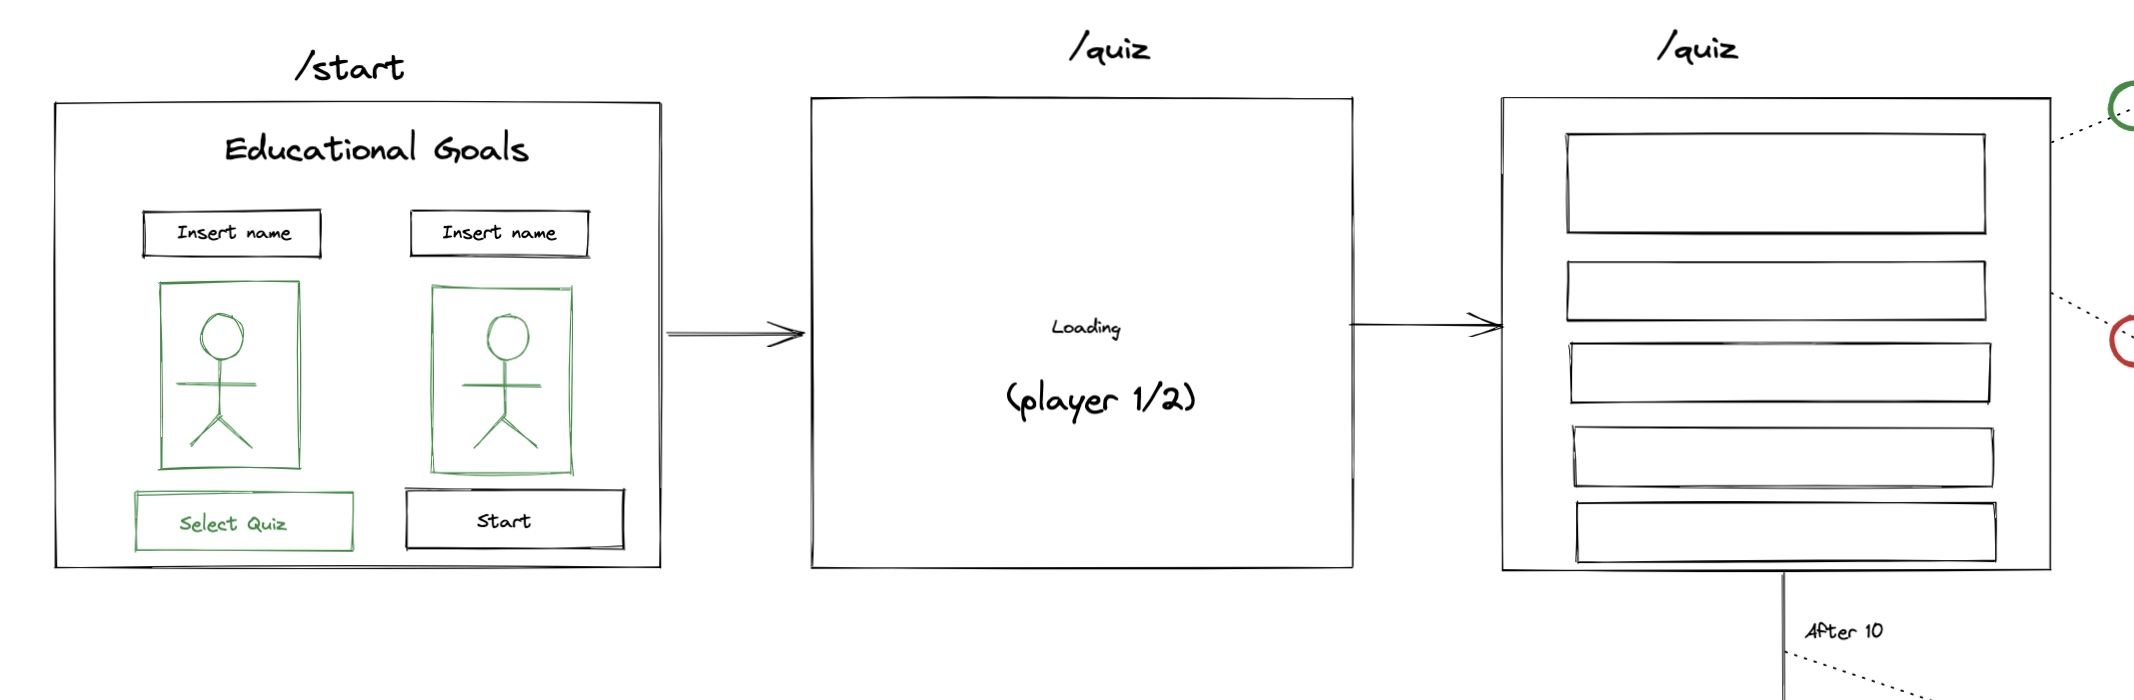 /start
Educational Goals
Insert name
Insert name
Select Quiz
Start
/quiz
Loading
(player 1/2)
/quiz
After 10